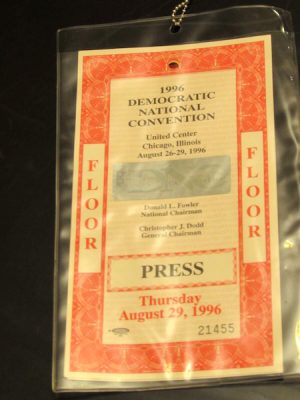 1996
DEMOCRATIC
NATIONAL
CONVENTION
United Center
Chicago, Illinois
August 26-29, 1996
FLOOR
FLOOR
Donald L. Fowler
National Chairman
Christopher J. Dodd
General Chairman
PRESS
Thursday
August 29, 1996
21455